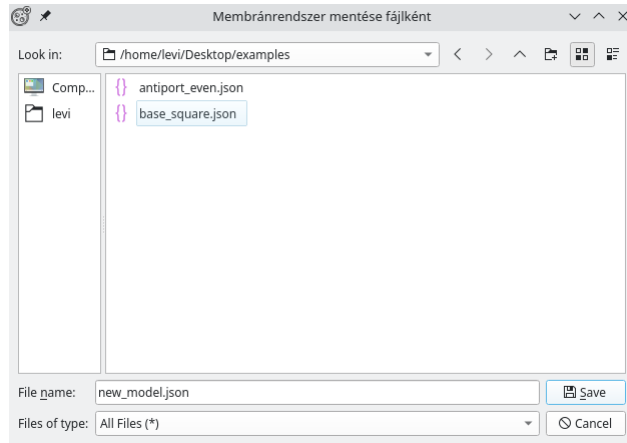 Membránrendszer mentése fájlként
Look in: /home/levi/Desktop/examples
Comp...
levi
antiport_even.json
base_square.json
File name: new_model.json Save
Files of type: All Files (*) Cancel